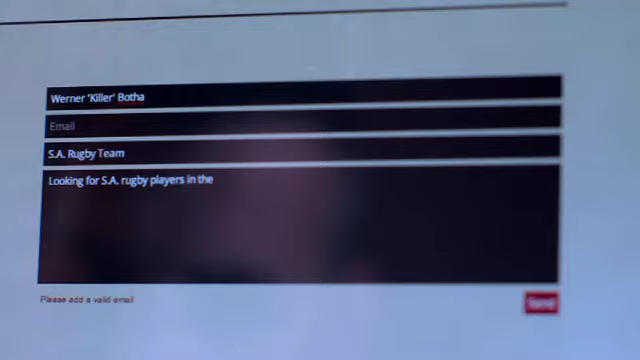 Werner 'Killer' Botha
Email
S.A. Rugby Team
Looking for S.A. rugby players in the
Please add a valid email
Send